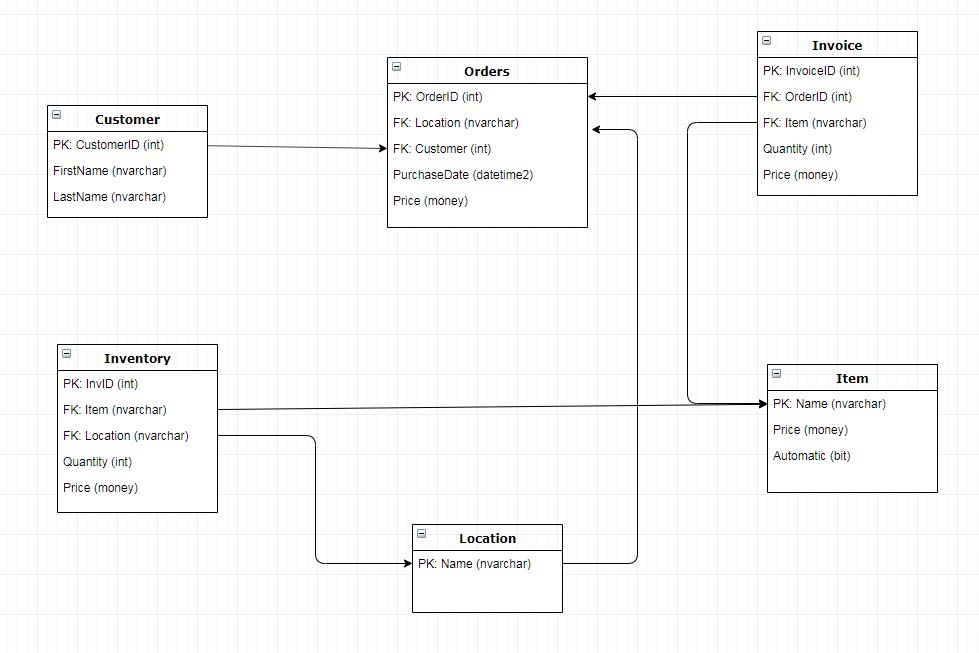 Customer
PK: CustomerID (int)
FirstName (nvarchar)
LastName (nvarchar)
Orders
PK: OrderID (int)
FK: Location (nvarchar)
FK: Customer (int)
PurchaseDate (datetime2)
Price (money)
Invoice
PK: InvoiceID (int)
FK: OrderID (int)
FK: Item (nvarchar)
Quantity (int)
Price (money)
Inventory
PK: InvID (int)
FK: Item (nvarchar)
FK: Location (nvarchar)
Quantity (int)
Price (money)
Location
PK: Name (nvarchar)
Item
PK: Name (nvarchar)
Price (money)
Automatic (bit)